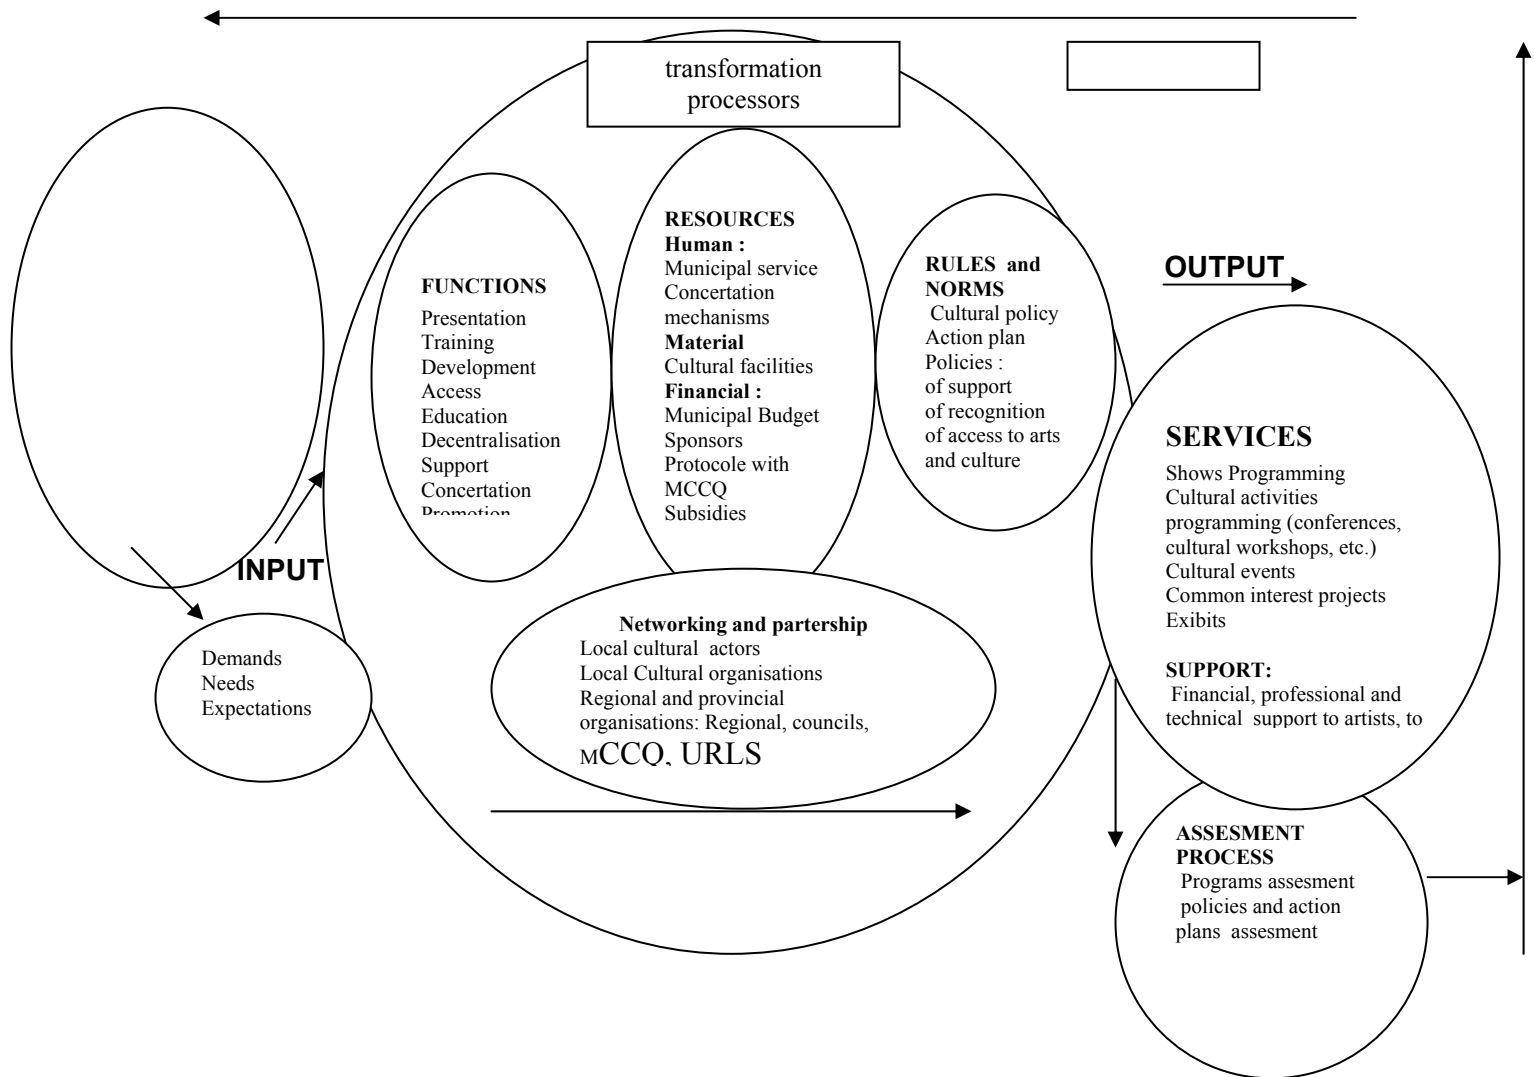 transformation
processors
FUNCTIONS
Presentation
Training
Development
Access
Education
Decentralisation
Support
Concertation
Promotion
RESOURCES
Human :
Municipal service
Concertation
mechanisms
Material
Cultural facilities
Financial :
Municipal Budget
Sponsors
Protocole with
MCCQ
Subsidies
RULES and
NORMS
Cultural policy
Action plan
Policies :
of support
of recognition
of access to arts
and culture
OUTPUT
SERVICES
Shows Programming
Cultural activities
programming (conferences,
cultural workshops, etc.)
Cultural events
Common interest projects
Exibits
SUPPORT:
Financial, professional and
technical support to artists, to
INPUT
Demands
Needs
Expectations
Networking and partership
Local cultural actors
Local Cultural organisations
Regional and provincial
organisations: Regional, councils,
MCCQ, URLS
ASSESMENT
PROCESS
Programs assesment
policies and action
plans assesment